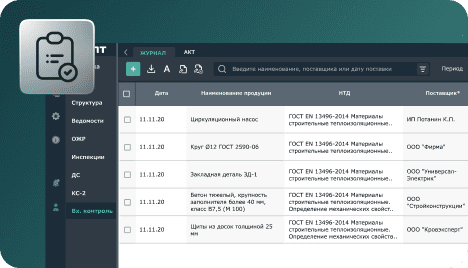 ЖУРНАЛ
АКТ
Введите наименование, поставщика или дату поставки
Период
Структура
Ведомости
ОЖР
Инспекции
ДС
КС-2
Вх. контроль
Дата
Наименование продуции
НТД
Поставщик*
11.11.20
Циркуляционный насос
ГОСТ EN 13496-2014 Материалы
строительные теплоизоляционные..
ИП Потанин К.П.
11.11.20
Круг Ø12 ГОСТ 2590-06
ГОСТ EN 13496-2014 Материалы
строительные теплоизоляционные..
ООО "Фирма"
11.11.20
Закладная деталь ЗД-1
ГОСТ EN 13496-2014 Материалы
строительные теплоизоляционные..
ООО "Универсал-
Электрик"
11.11.20
Бетон тяжелый, крупность
заполнителя более 40 мм,
класс В7,5 (М 100)
ГОСТ EN 13496-2014 Материалы
строительные теплоизоляционные.
Определение механических свойст..
ООО
"Стройконструкции"
11.11.20
Щиты из досок толщиной 25
мм
ГОСТ EN 13496-2014 Материалы
строительные теплоизоляционные.
Определение механических свойств..
ООО "Кровэксперт"